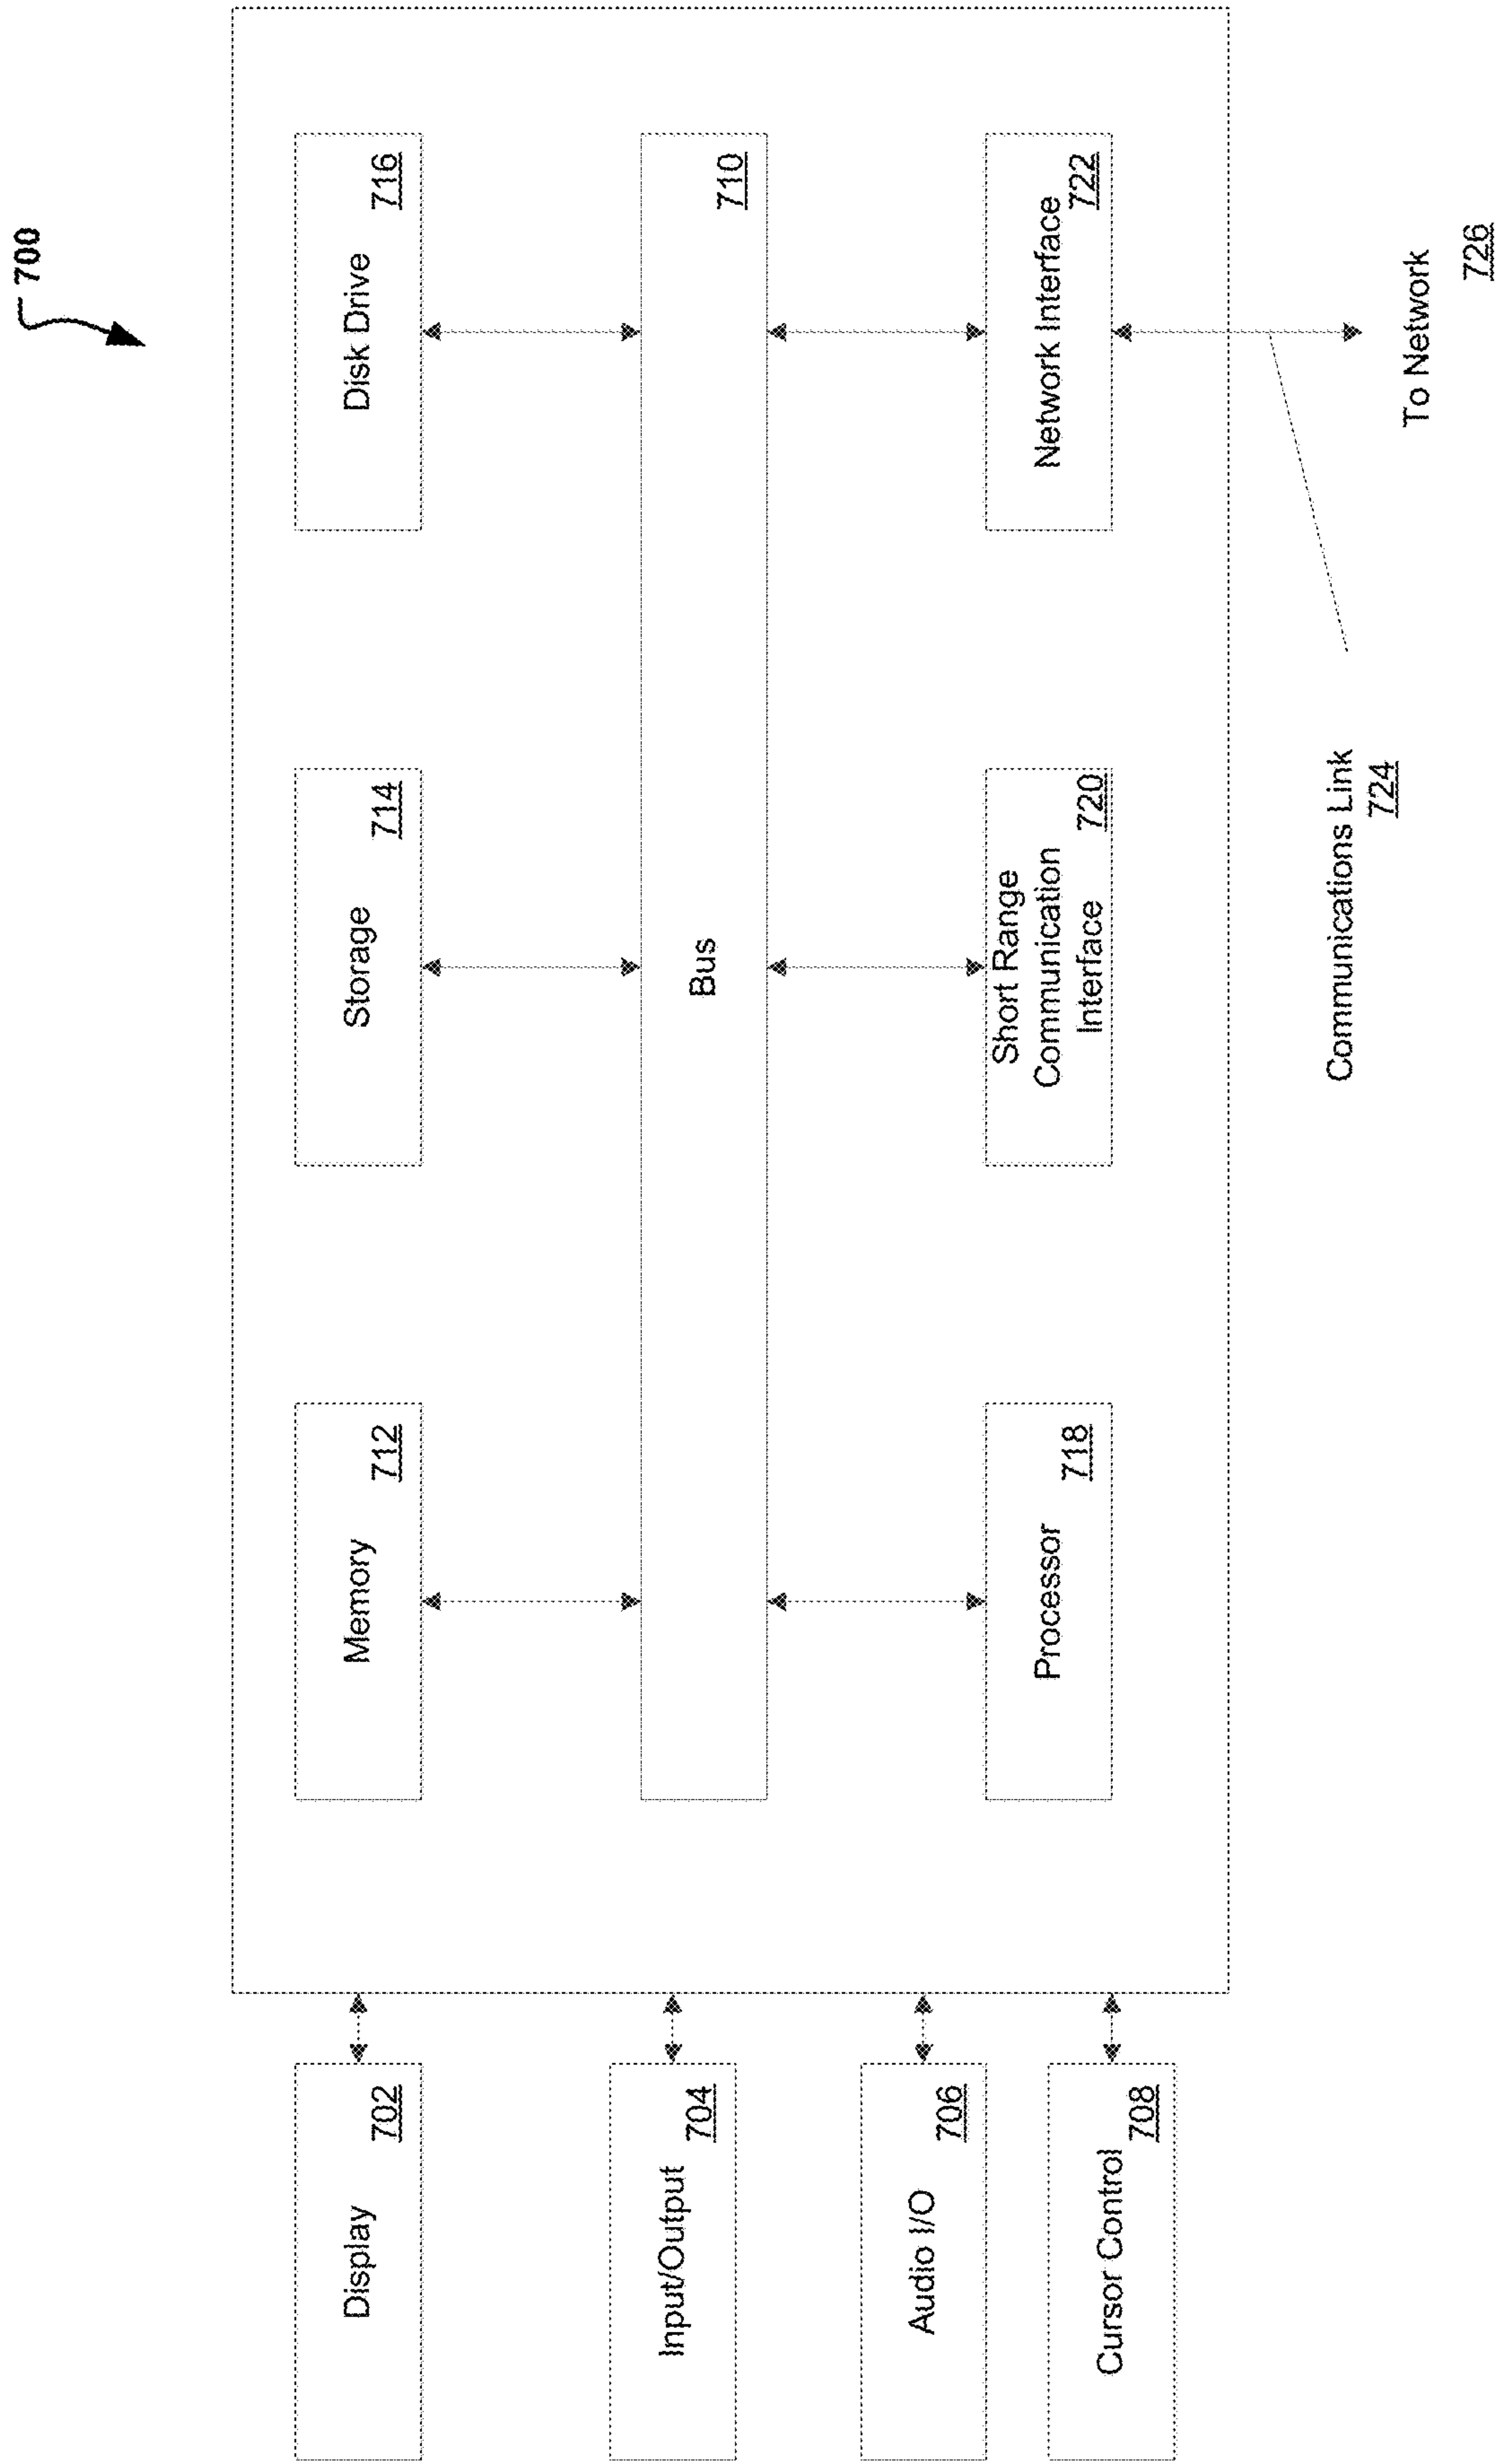 700
Display
702
Input/Output
704
Audio I/O
706
Cursor Control
708
Memory
712
Storage
714
Disk Drive
716
Bus
710
Processor
718
Short Range
Communication
Interface
720
Network Interface
722
Communications Link
724
To Network
726